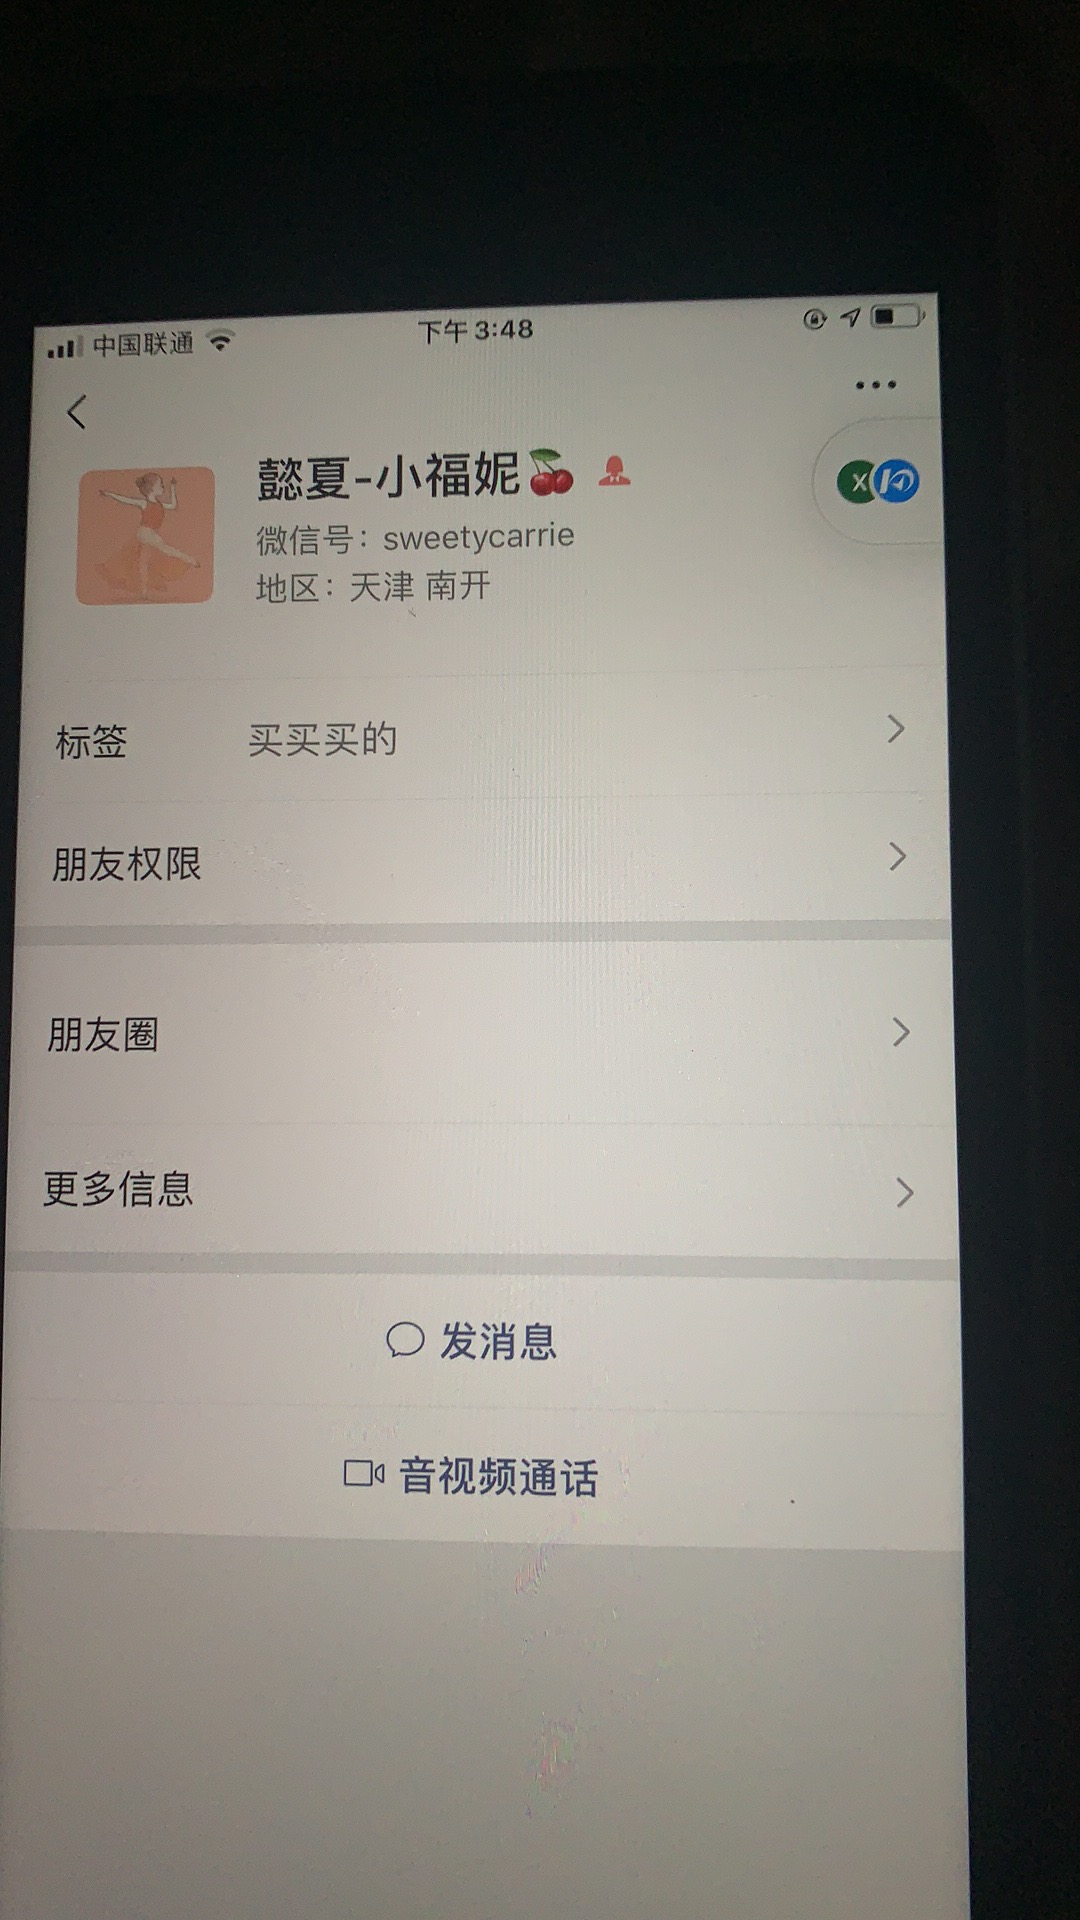 中国联通
下午3:48
懿夏-小福妮🍒
微信号：sweetycarrie
地区：天津 南开
标签 买买买的
朋友权限
朋友圈
更多信息
发消息
音视频通话